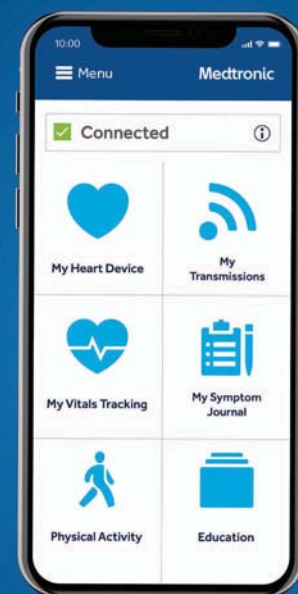 10:00
Menu
Medtronic
Connected
My Heart Device
My
Transmissions
My Vitals Tracking
My Symptom
Journal
Physical Activity
Education